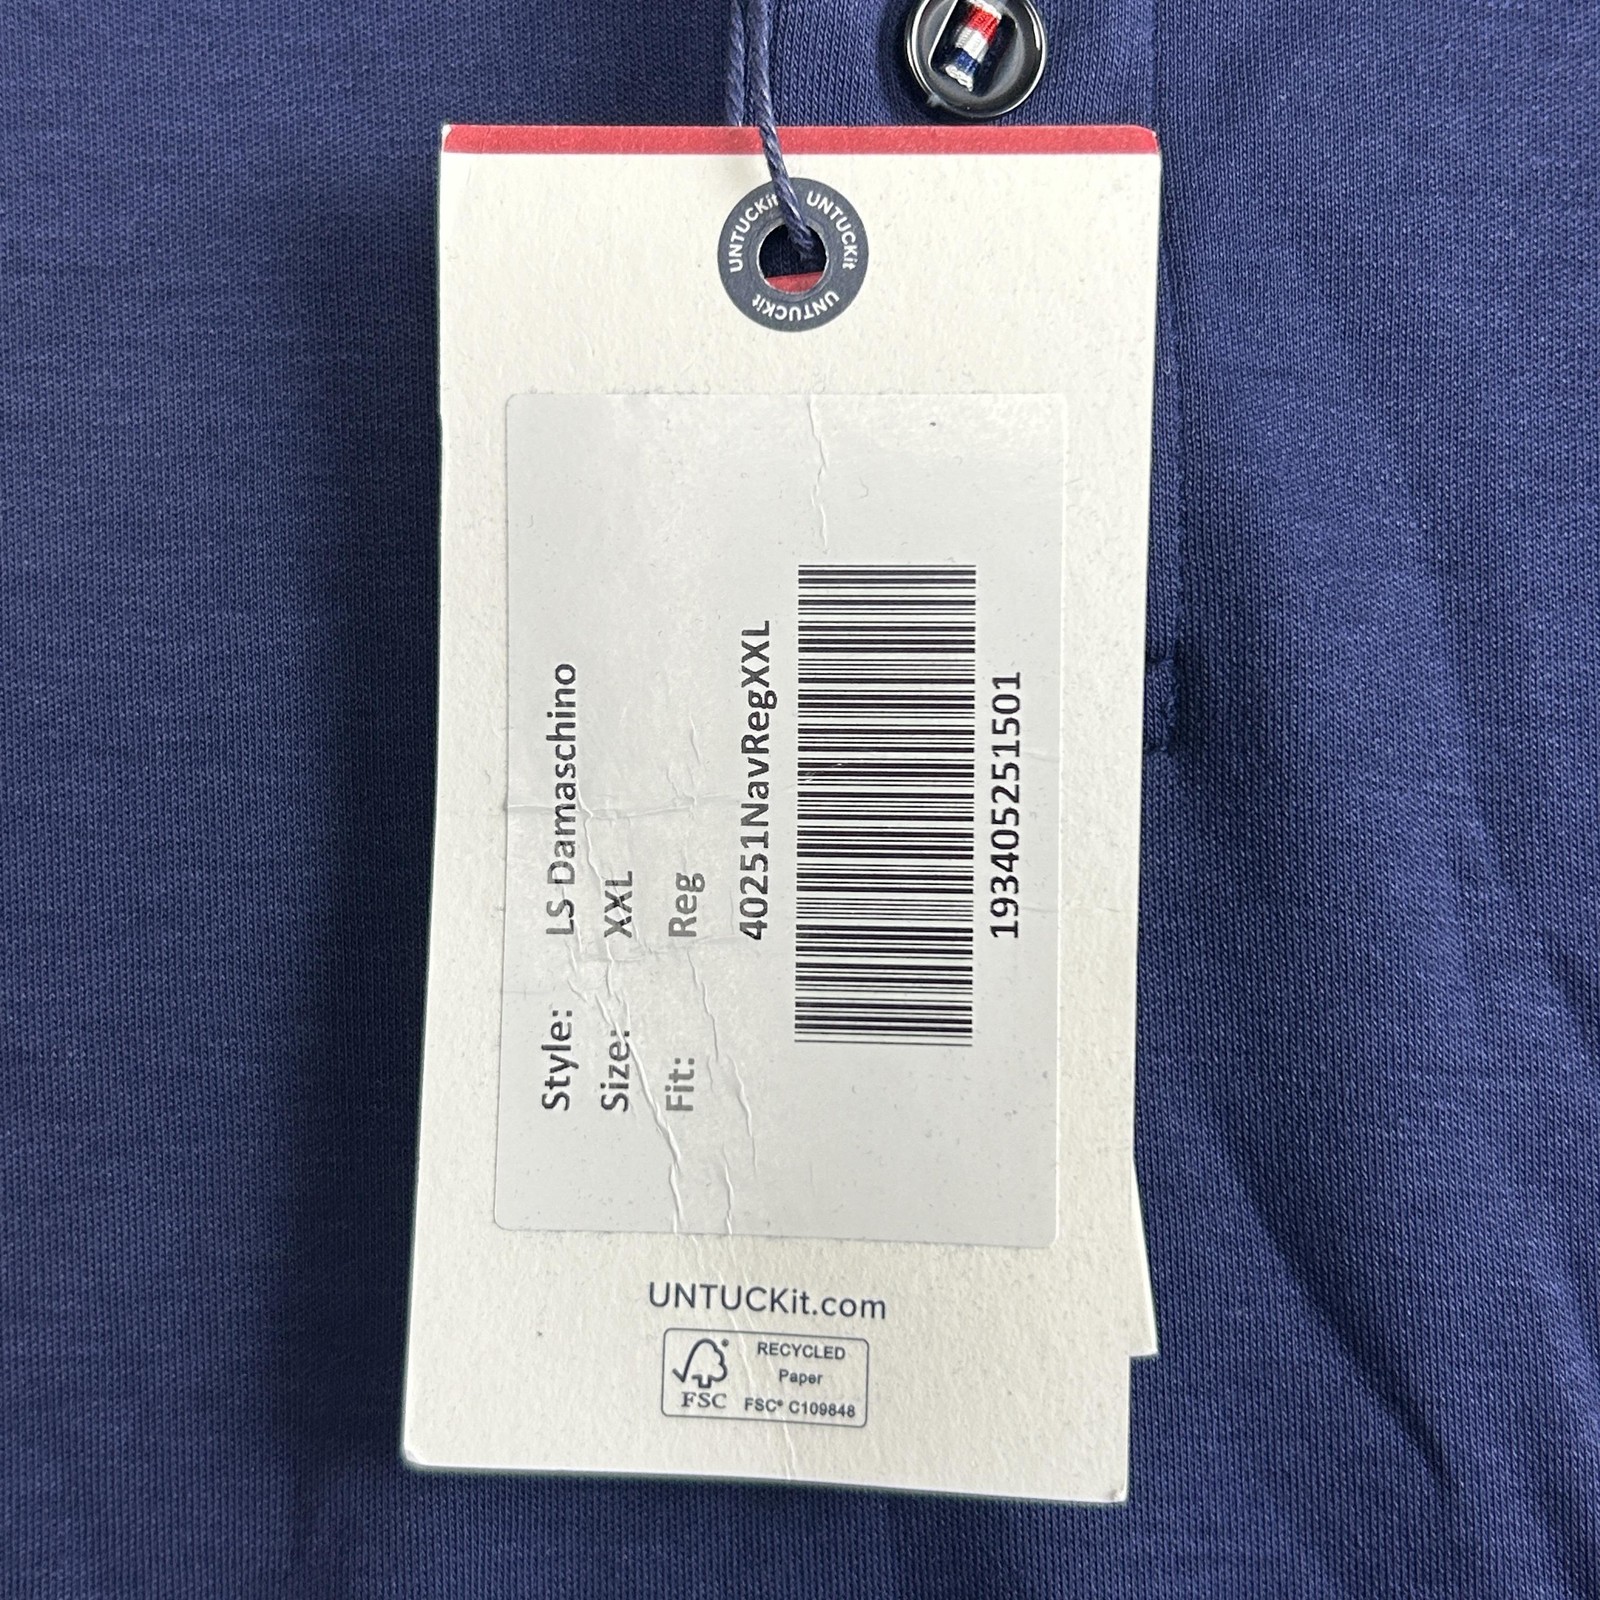 UNTUCKit UNTUCKit UNTUCKit
Style: LS-Damaschino
Size: XXL
Fit: Reg
40251NavRegXXL
193405251501
UNTUCKit.com
FSC
RECYCLED
Paper
FSC® C109848